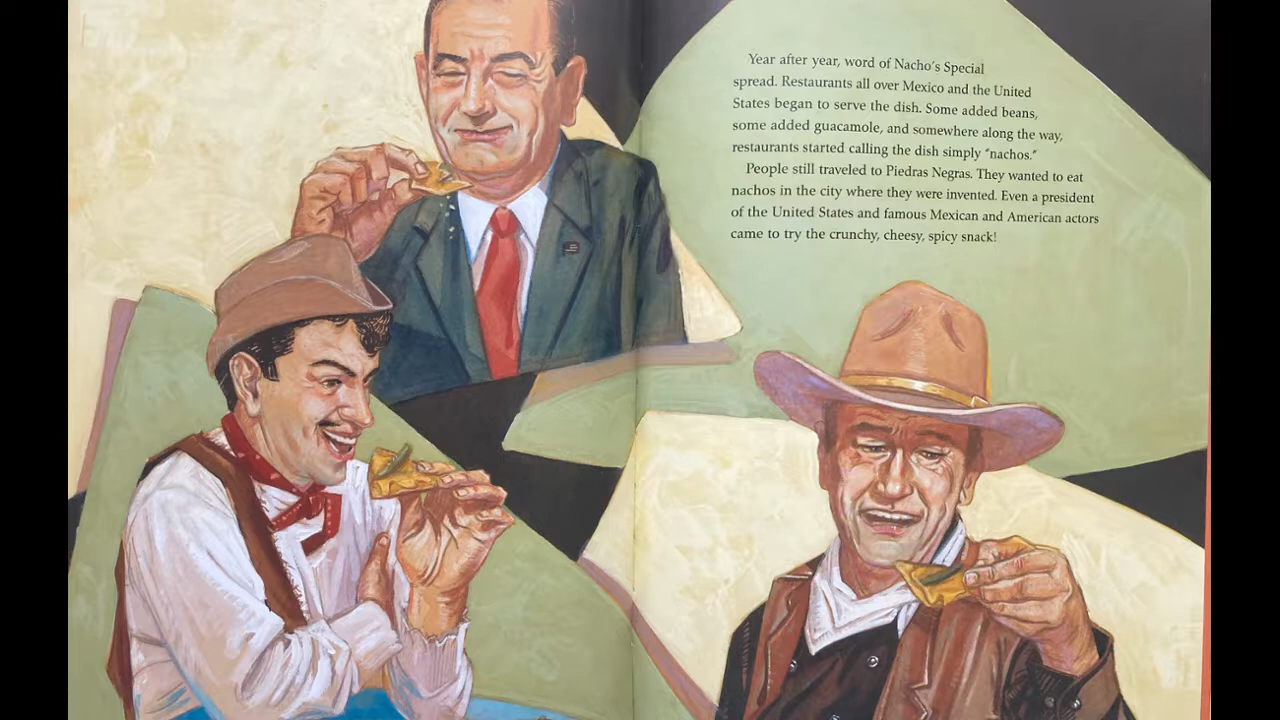 Year after year, word of Nacho's Special
spread. Restaurants all over Mexico and the United
States began to serve the dish. Some added beans,
some added guacamole, and somewhere along the way,
restaurants started calling the dish simply "nachos."
People still traveled to Piedras Negras. They wanted to eat
nachos in the city where they were invented. Even a president
of the United States and famous Mexican and American actors
came to try the crunchy, cheesy, spicy snack!